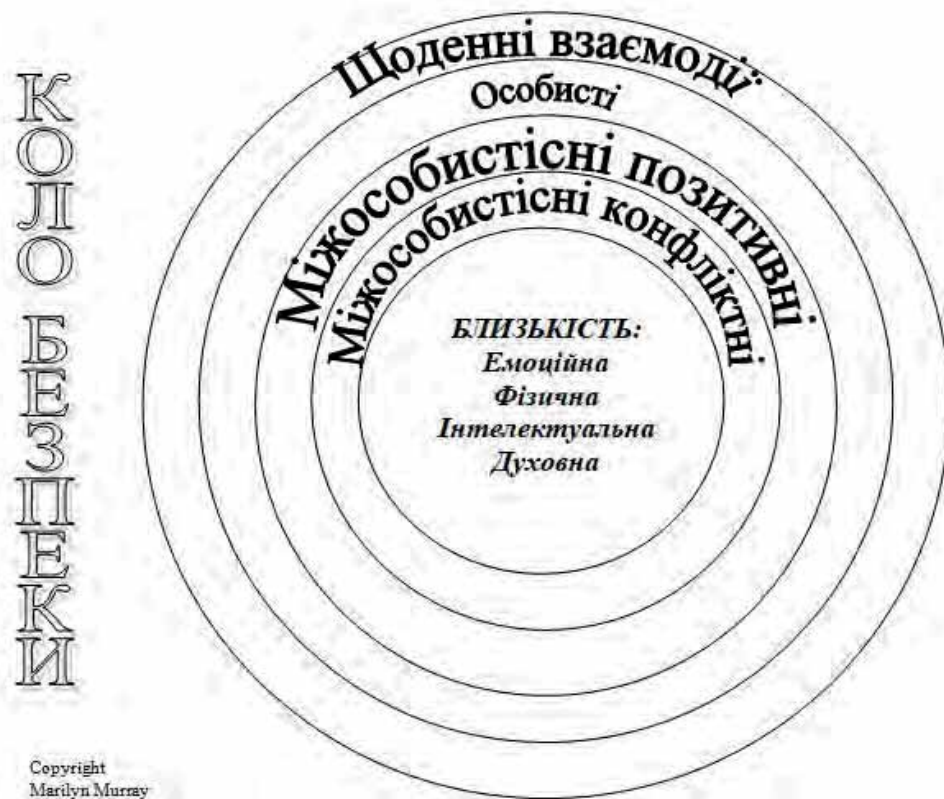 КОЛО БЕЗПЕКИ
Щоденні взаємодії
Особисті
Міжособистісні позитивні
Міжособистісні конфліктні
БЛИЗЬКІСТЬ:
Емоційна
Фізична
Інтелектуальна
Духовна
Copyright
Marilyn Murray